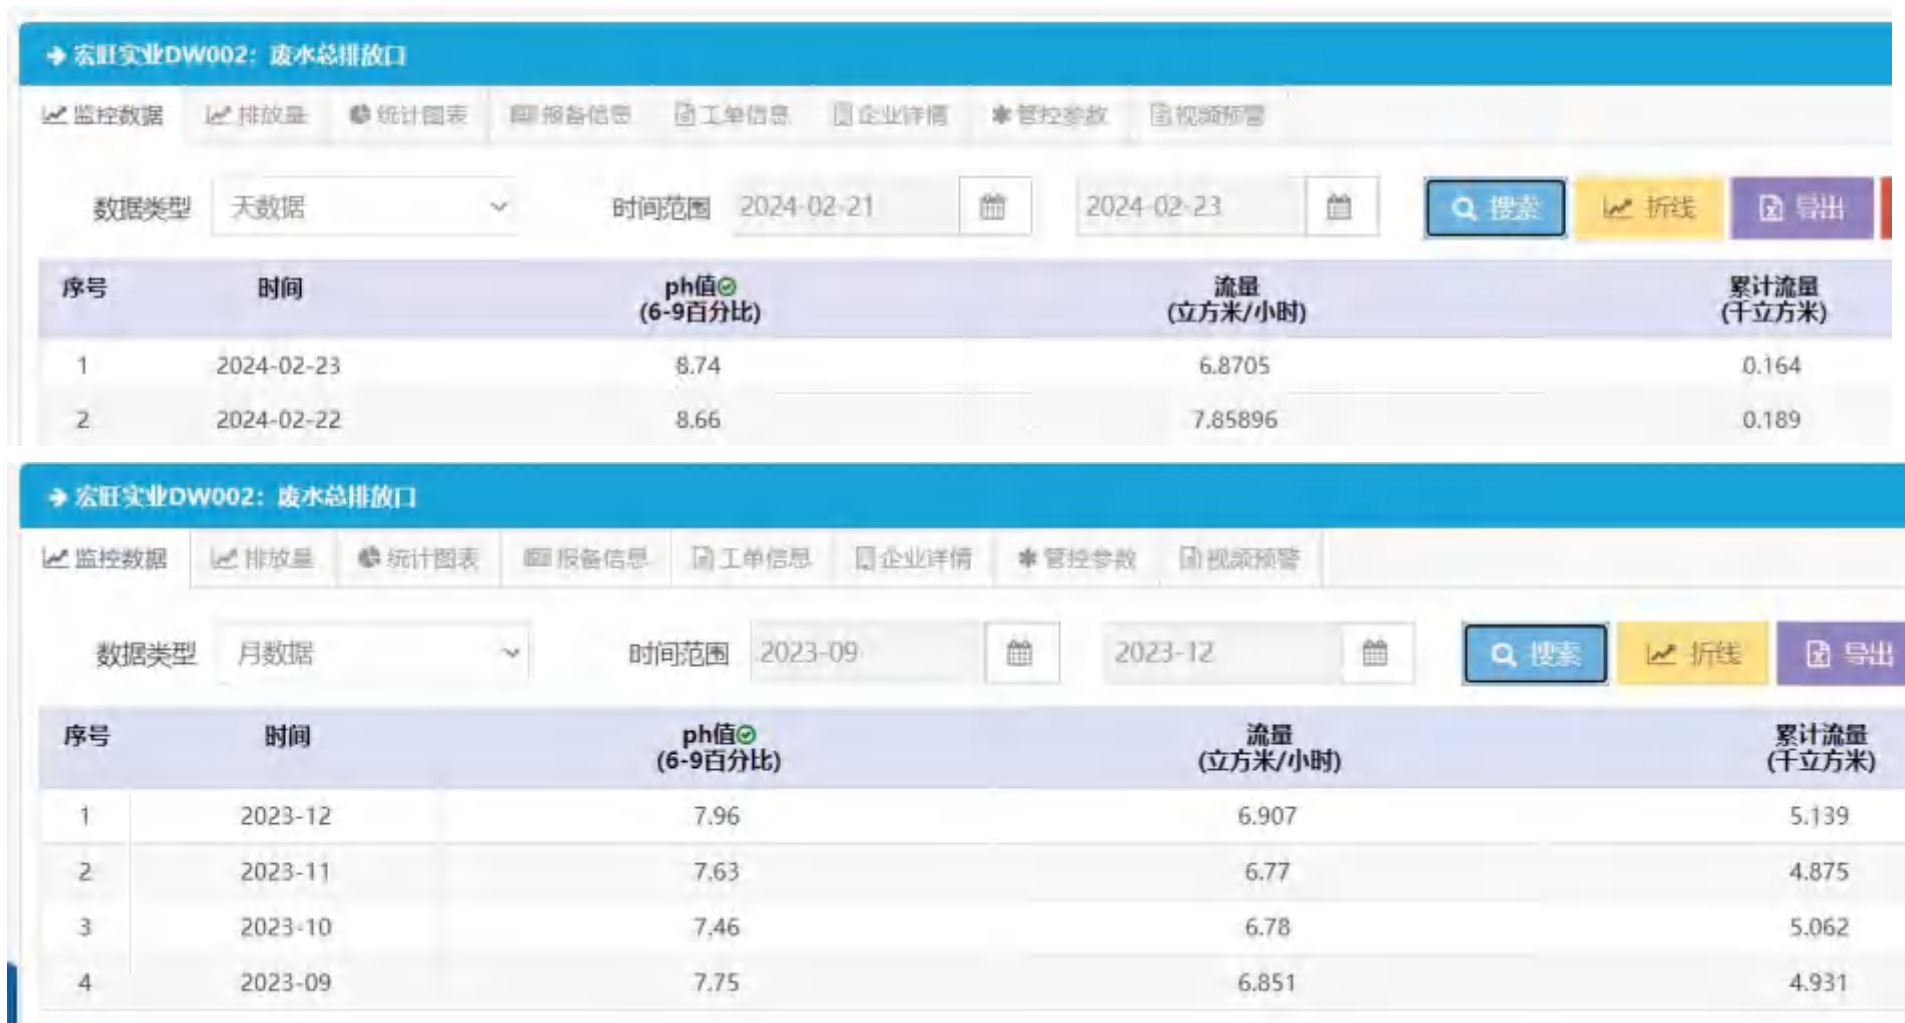 宏旺实业DW002：废水总排放口
监控数据 排放量 统计图表 报备信息 工单信息 企业详情 管控参数 视频预警
数据类型 天数据 时间范围 2024-02-21 2024-02-23 搜索 折线 导出
序号 时间 ph值 流量 累计流量
(6-9百分比) (立方米/小时) (千立方米)
1 2024-02-23 8.74 6.8705 0.164
2 2024-02-22 8.66 7.85896 0.189
宏旺实业DW002：废水总排放口
监控数据 排放量 统计图表 报备信息 工单信息 企业详情 管控参数 视频预警
数据类型 月数据 时间范围 2023-09 2023-12 搜索 折线 导出
序号 时间 ph值 流量 累计流量
(6-9百分比) (立方米/小时) (千立方米)
1 2023-12 7.96 6.907 5.139
2 2023-11 7.63 6.77 4.875
3 2023-10 7.46 6.78 5.062
4 2023-09 7.75 6.851 4.931